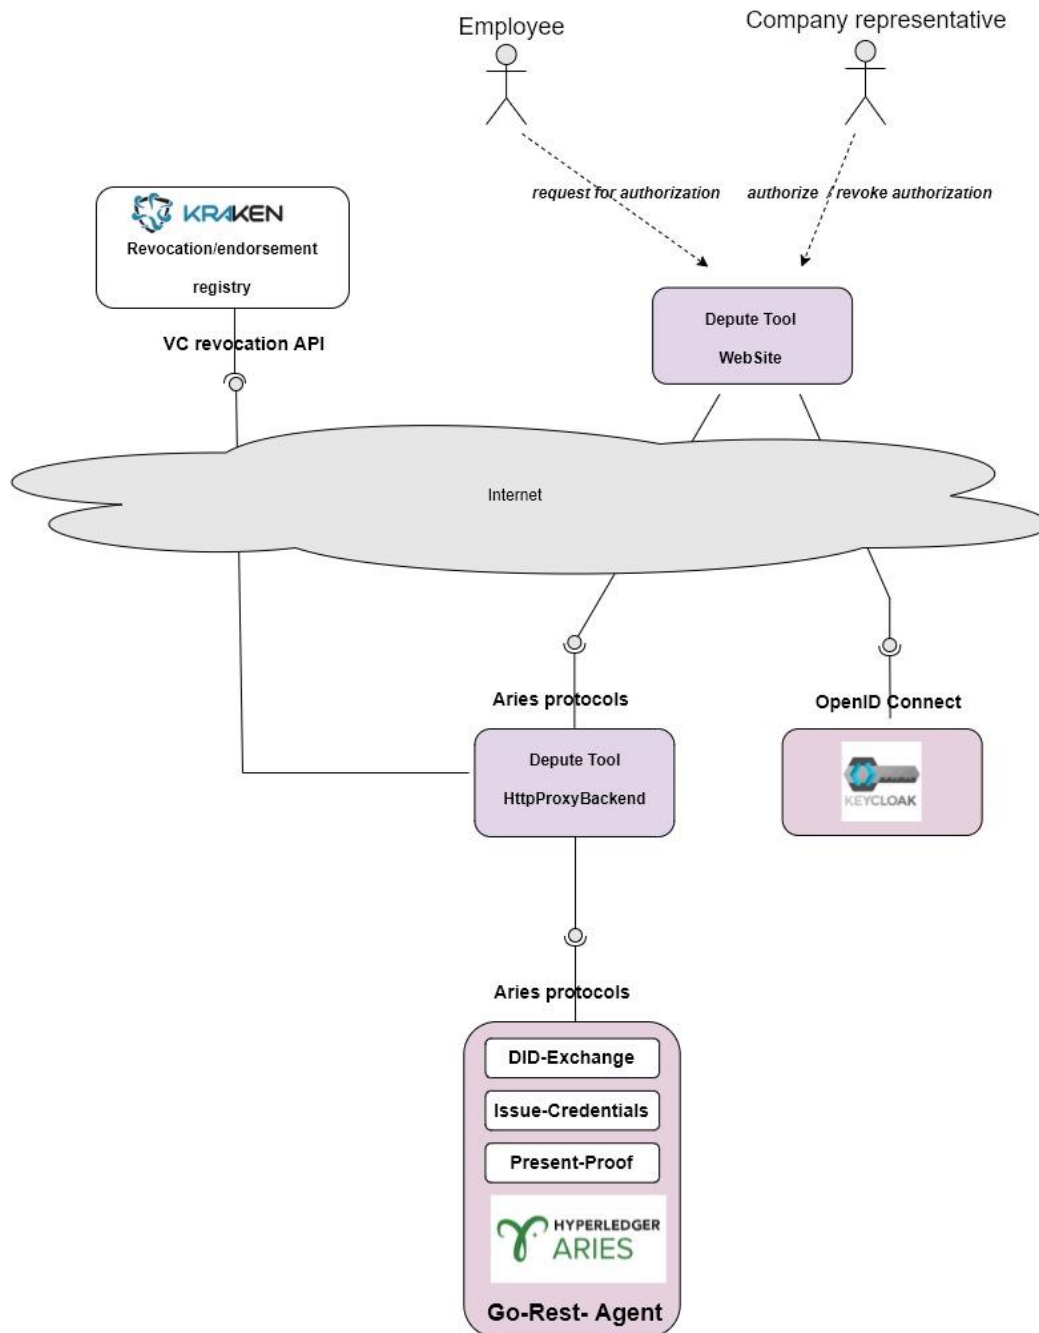 Employee
Company representative
request for authorization
authorize / revoke authorization
KRAKEN
Revocation/endorsement
registry
VC revocation API
Depute Tool
WebSite
Internet
Aries protocols
OpenID Connect
Depute Tool
HttpProxyBackend
KEYCLOAK
Aries protocols
DID-Exchange
Issue-Credentials
Present-Proof
HYPERLEDGER
ARIES
Go-Rest- Agent